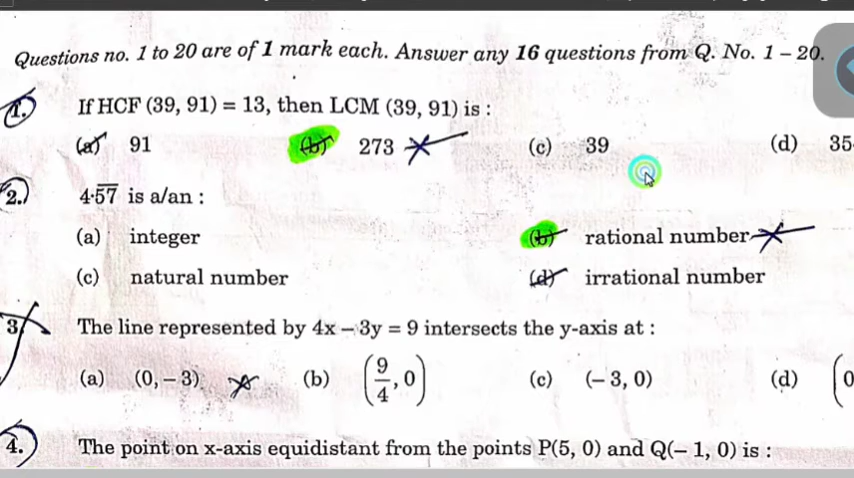 Questions no. 1 to 20 are of 1 mark each. Answer any 16 questions from Q. No. 1 – 20.
1. If HCF (39, 91) = 13, then LCM (39, 91) is :
(a) 91 (b) 273 (c) 39 (d) 35
2. 4·5̅7̅ is a/an :
(a) integer (b) rational number
(c) natural number (d) irrational number
3. The line represented by 4x – 3y = 9 intersects the y-axis at :
(a) (0, – 3) (b) (9/4, 0) (c) (– 3, 0) (d) (0
4. The point on x-axis equidistant from the points P(5, 0) and Q(– 1, 0) is :